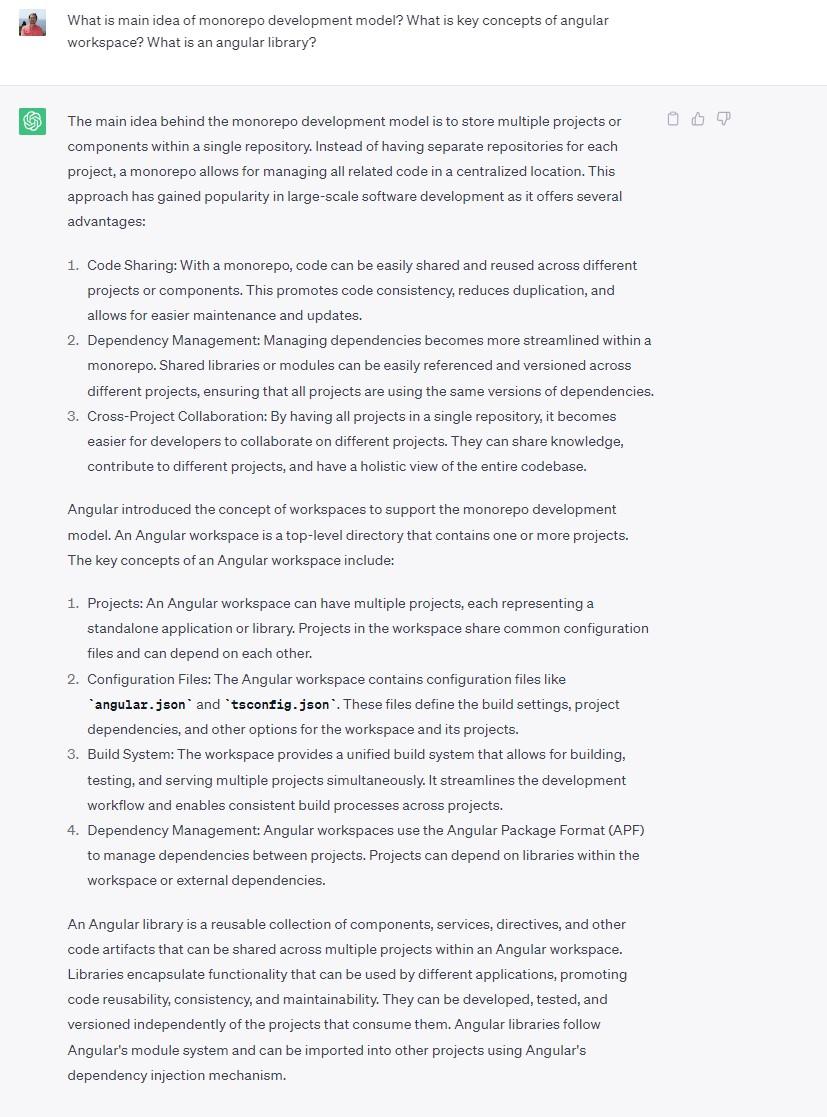 What is main idea of monorepo development model? What is key concepts of angular
workspace? What is an angular library?
The main idea behind the monorepo development model is to store multiple projects or
components within a single repository. Instead of having separate repositories for each
project, a monorepo allows for managing all related code in a centralized location. This
approach has gained popularity in large-scale software development as it offers several
advantages:
1. Code Sharing: With a monorepo, code can be easily shared and reused across different
projects or components. This promotes code consistency, reduces duplication, and
allows for easier maintenance and updates.
2. Dependency Management: Managing dependencies becomes more streamlined within a
monorepo. Shared libraries or modules can be easily referenced and versioned across
different projects, ensuring that all projects are using the same versions of dependencies.
3. Cross-Project Collaboration: By having all projects in a single repository, it becomes
easier for developers to collaborate on different projects. They can share knowledge,
contribute to different projects, and have a holistic view of the entire codebase.
Angular introduced the concept of workspaces to support the monorepo development
model. An Angular workspace is a top-level directory that contains one or more projects.
The key concepts of an Angular workspace include:
1. Projects: An Angular workspace can have multiple projects, each representing a
standalone application or library. Projects in the workspace share common configuration
files and can depend on each other.
2. Configuration Files: The Angular workspace contains configuration files like
`angular.json` and `tsconfig.json`. These files define the build settings, project
dependencies, and other options for the workspace and its projects.
3. Build System: The workspace provides a unified build system that allows for building,
testing, and serving multiple projects simultaneously. It streamlines the development
workflow and enables consistent build processes across projects.
4. Dependency Management: Angular workspaces use the Angular Package Format (APF)
to manage dependencies between projects. Projects can depend on libraries within the
workspace or external dependencies.
An Angular library is a reusable collection of components, services, directives, and other
code artifacts that can be shared across multiple projects within an Angular workspace.
Libraries encapsulate functionality that can be used by different applications, promoting
code reusability, consistency, and maintainability. They can be developed, tested, and
versioned independently of the projects that consume them. Angular libraries follow
Angular's module system and can be imported into other projects using Angular's
dependency injection mechanism.